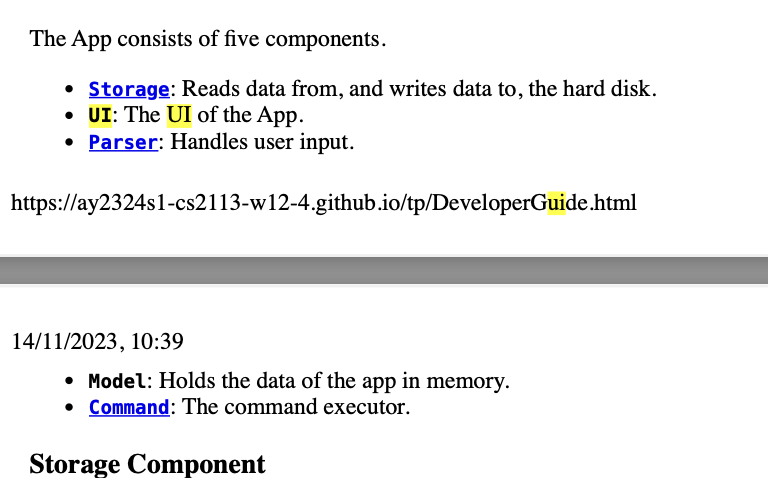 The App consists of five components.
• Storage: Reads data from, and writes data to, the hard disk.
• UI: The UI of the App.
• Parser: Handles user input.
https://ay2324s1-cs2113-w12-4.github.io/tp/DeveloperGuide.html
14/11/2023, 10:39
• Model: Holds the data of the app in memory.
• Command: The command executor.
Storage Component